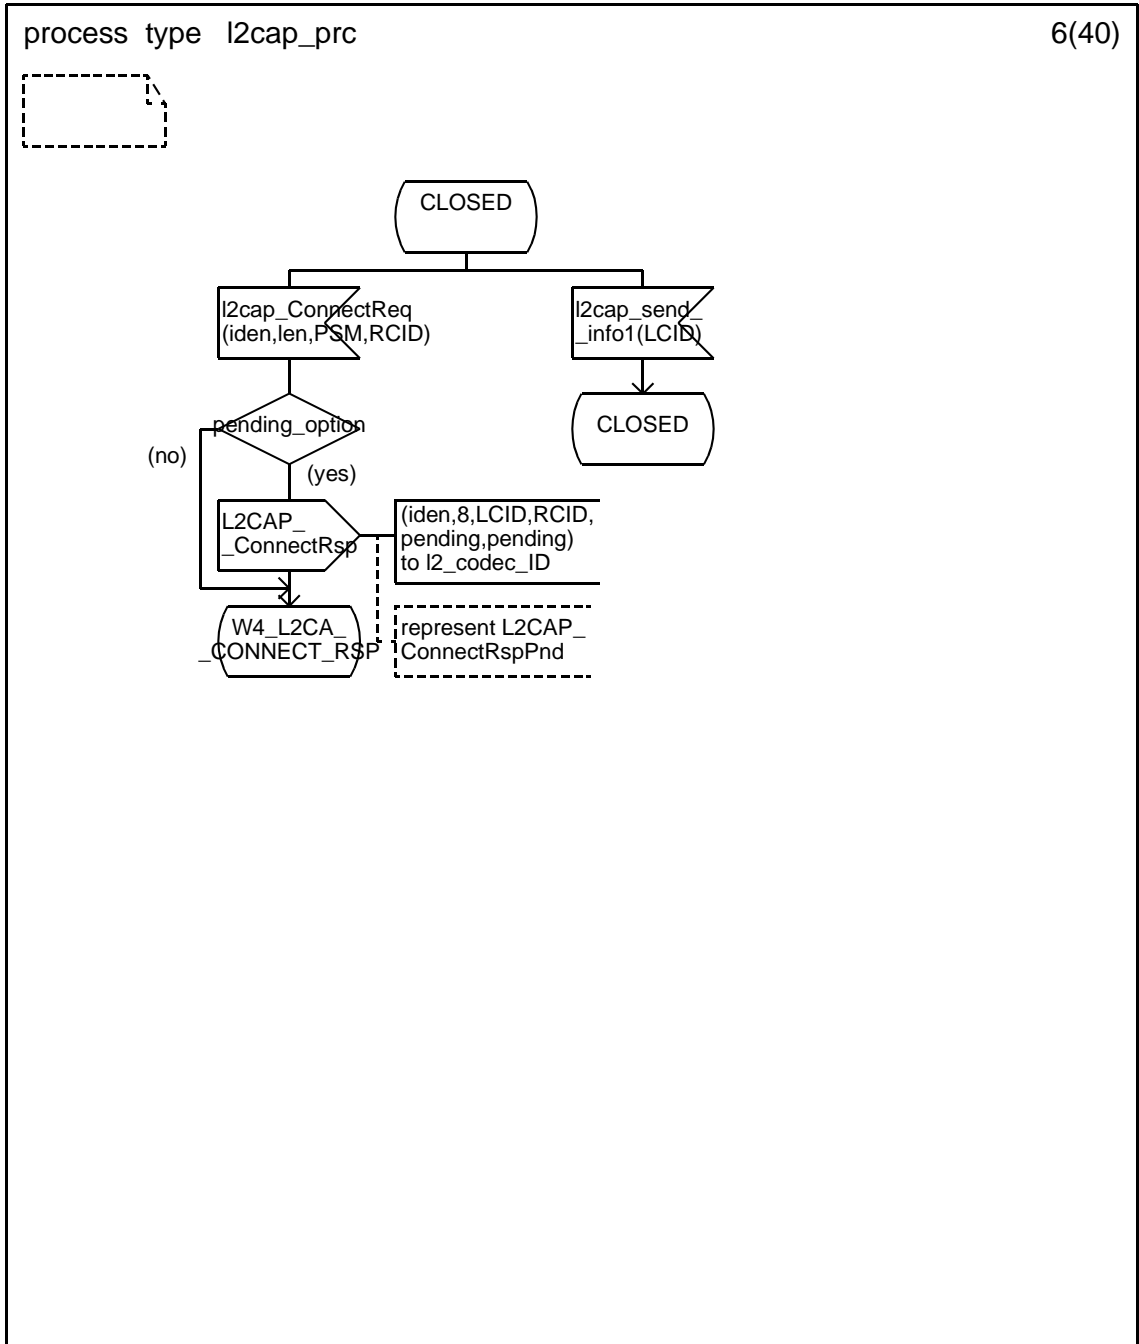 process type l2cap_prc
6(40)
CLOSED
l2cap_ConnectReq
(iden,len,PSM,RCID)
l2cap_send_
_info1(LCID)
pending_option
CLOSED
(no)
(yes)
L2CAP_
_ConnectRsp
(iden,8,LCID,RCID,
pending,pending)
to l2_codec_ID
W4_L2CA_
_CONNECT_RSP
represent L2CAP_
ConnectRspPnd